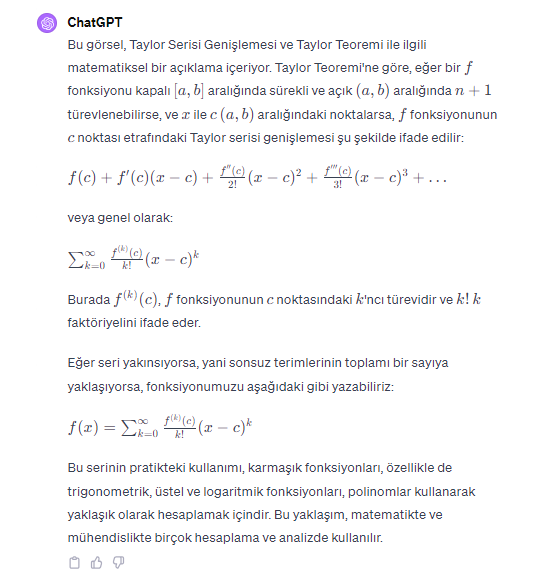 ChatGPT
Bu görsel, Taylor Serisi Genişlemesi ve Taylor Teoremi ile ilgili
matematiksel bir açıklama içeriyor. Taylor Teoremi'ne göre, eğer bir f
fonksiyonu kapalı [a, b] aralığında sürekli ve açık (a, b) aralığında n + 1
türevlenebilirse, ve x ile c (a, b) aralığındaki noktalarsa, f fonksiyonunun
c noktası etrafındaki Taylor serisi genişlemesi şu şekilde ifade edilir:
f(c) + f′(c)(x − c) + f″(c)/2! (x − c)² + f‴(c)/3! (x − c)³ + …
veya genel olarak:
∑_{k=0}^{∞} f^{(k)}(c)/k! (x − c)^k
Burada f^{(k)}(c), f fonksiyonunun c noktasındaki k'ncı türevidir ve k! k
faktöriyelini ifade eder.
Eğer seri yakınsıyorsa, yani sonsuz terimlerinin toplamı bir sayıya
yaklaşıyorsa, fonksiyonumuzu aşağıdaki gibi yazabiliriz:
f(x) = ∑_{k=0}^{∞} f^{(k)}(c)/k! (x − c)^k
Bu serinin pratikteki kullanımı, karmaşık fonksiyonları, özellikle de
trigonometrik, üstel ve logaritmik fonksiyonları, polinomlar kullanarak
yaklaşık olarak hesaplamak içindir. Bu yaklaşım, matematikte ve
mühendislikte birçok hesaplama ve analizde kullanılır.